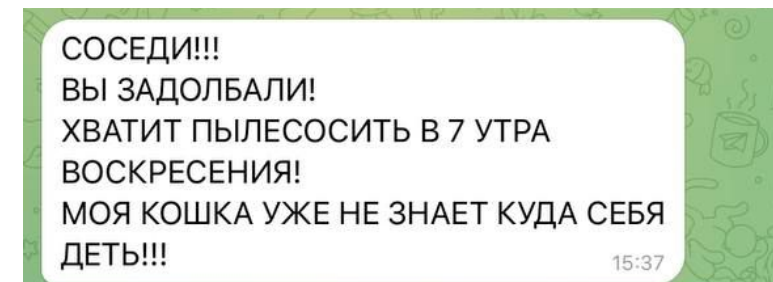 СОСЕДИ!!!
ВЫ ЗАДОЛБАЛИ!
ХВАТИТ ПЫЛЕСОСИТЬ В 7 УТРА
ВОСКРЕСЕНИЯ!
МОЯ КОШКА УЖЕ НЕ ЗНАЕТ КУДА СЕБЯ
ДЕТЬ!!!
15:37